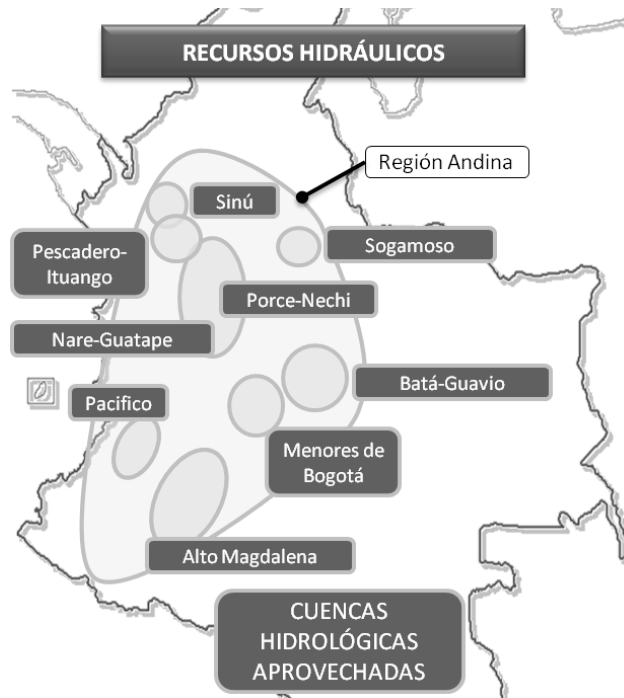 RECURSOS HIDRÁULICOS
Región Andina
Sinú
Sogamoso
Pescadero-
Ituango
Porce-Nechi
Nare-Guatape
Batá-Guavio
Pacifico
Menores de
Bogotá
Alto Magdalena
CUENCAS
HIDROLÓGICAS
APROVECHADAS